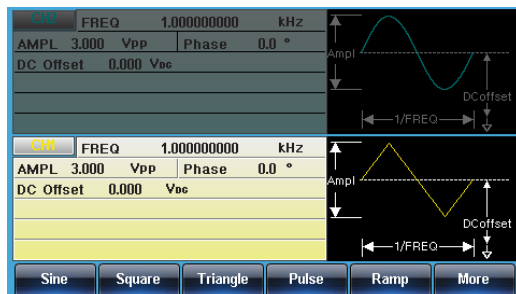 CH2 FREQ 1.000000000 kHz
AMPL 3.000 Vpp Phase 0.0 °
DC Offset 0.000 VDC
Ampl
DCoffset
1/FREQ
CH1 FREQ 1.000000000 kHz
AMPL 3.000 Vpp Phase 0.0 °
DC Offset 0.000 VDC
Ampl
DCoffset
1/FREQ
Sine Square Triangle Pulse Ramp More